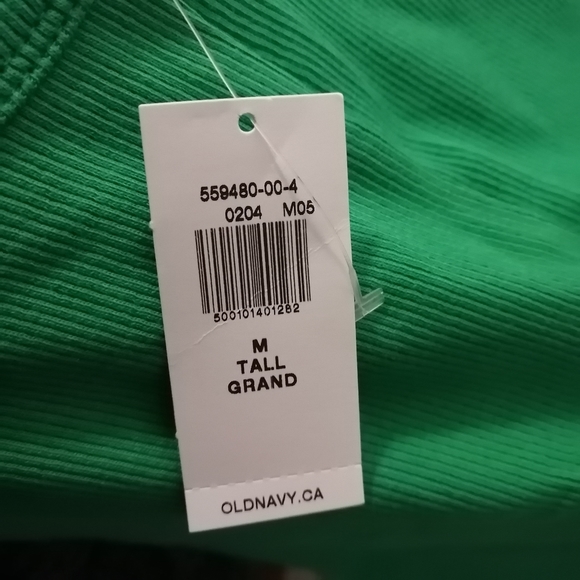 559480-00-4
0204 M05
500101401282
M
TALL
GRAND
OLDNAVY.CA